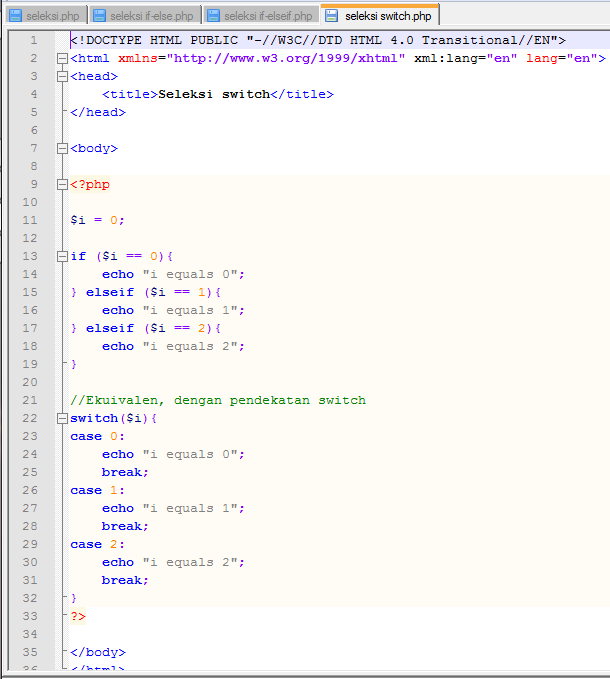 seleksi.php seleksi if-else.php seleksi if-elseif.php seleksi switch.php
1 <!DOCTYPE HTML PUBLIC "-//W3C//DTD HTML 4.0 Transitional//EN">
2 <html xmlns="http://www.w3.org/1999/xhtml" xml:lang="en" lang="en">
3 <head>
4     <title>Seleksi switch</title>
5 </head>
6
7 <body>
8
9 <?php
10
11 $i = 0;
12
13 if ($i == 0){
14     echo "i equals 0";
15 } elseif ($i == 1){
16     echo "i equals 1";
17 } elseif ($i == 2){
18     echo "i equals 2";
19 }
20
21 //Ekuivalen, dengan pendekatan switch
22 switch($i){
23 case 0:
24     echo "i equals 0";
25     break;
26 case 1:
27     echo "i equals 1";
28     break;
29 case 2:
30     echo "i equals 2";
31     break;
32 }
33 ?>
34
35 </body>
36 </html>